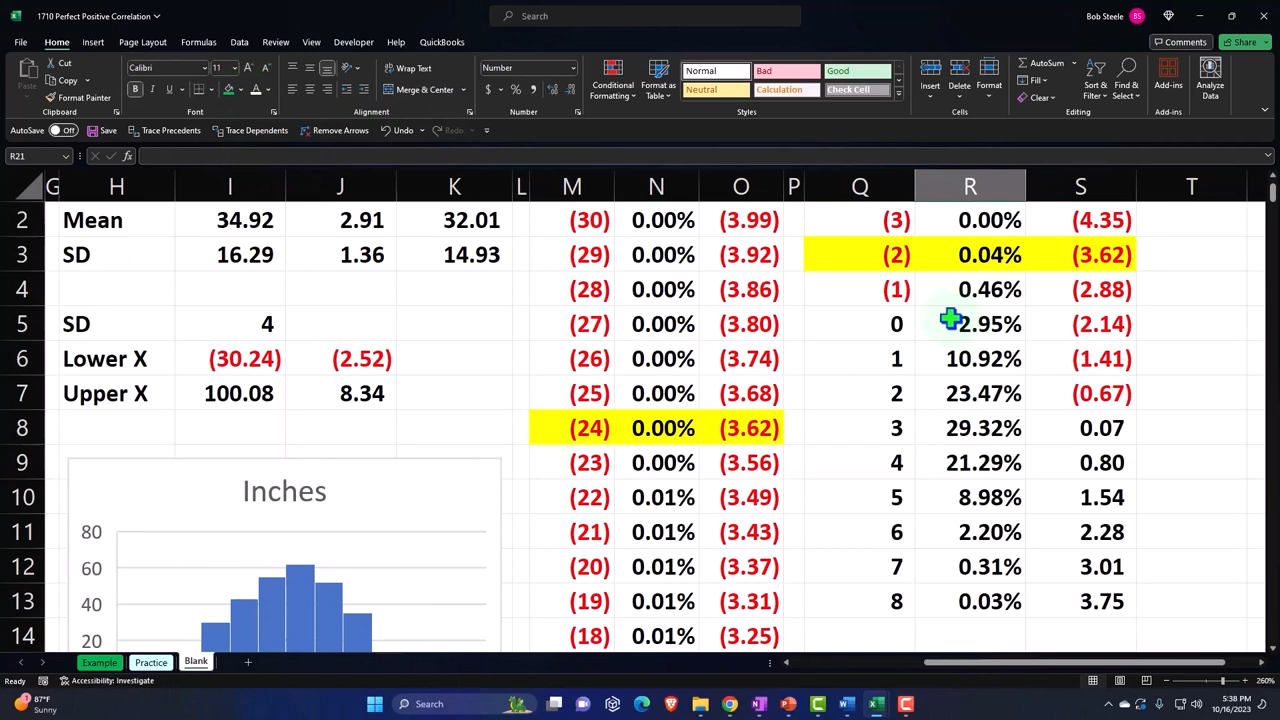 1710 Perfect Positive Correlation
Search
Bob Steele
BS
File Home Insert Page Layout Formulas Data Review View Developer Help QuickBooks
Comments Share
Paste
Cut
Copy
Format Painter
Clipboard
Calibri 11
B I U
Font
Wrap Text
Merge & Center
Alignment
Number
$ % ,
Number
Conditional Formatting
Format as Table
Normal Bad Good
Neutral Calculation Check Cell
Styles
Insert Delete Format
Cells
AutoSum
Fill
Clear
Sort & Filter
Find & Select
Editing
Add-ins
Add-ins
Analyze Data
AutoSave Off Save Trace Precedents Trace Dependents Remove Arrows Undo
R21 fx
G H I J K L M N O P Q R S T
2 Mean 34.92 2.91 32.01 (30) 0.00% (3.99) (3) 0.00% (4.35)
3 SD 16.29 1.36 14.93 (29) 0.00% (3.92) (2) 0.04% (3.62)
4 (28) 0.00% (3.86) (1) 0.46% (2.88)
5 SD 4 (27) 0.00% (3.80) 0 2.95% (2.14)
6 Lower X (30.24) (2.52) (26) 0.00% (3.74) 1 10.92% (1.41)
7 Upper X 100.08 8.34 (25) 0.00% (3.68) 2 23.47% (0.67)
8 (24) 0.00% (3.62) 3 29.32% 0.07
9 (23) 0.00% (3.56) 4 21.29% 0.80
10 (22) 0.01% (3.49) 5 8.98% 1.54
11 (21) 0.01% (3.43) 6 2.20% 2.28
12 (20) 0.01% (3.37) 7 0.31% 3.01
13 (19) 0.01% (3.31) 8 0.03% 3.75
14 (18) 0.01% (3.25)
Inches
80
60
40
20
Example Practice Blank
Ready Accessibility: Investigate
260%
87°F
Sunny
Search
5:38 PM
10/16/2023